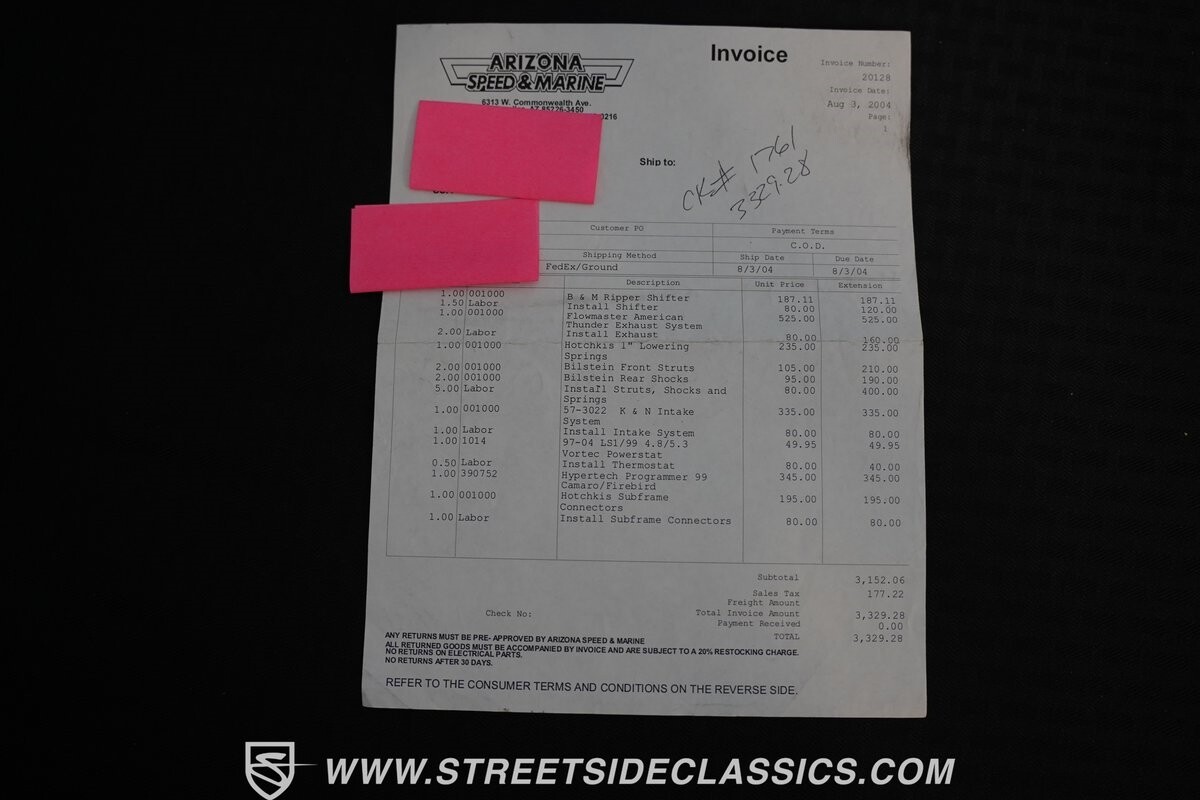 ARIZONA
SPEED & MARINE
Invoice
Invoice Number:
20128
Invoice Date:
Aug 3, 2004
Page:
1
6313 W. Commonwealth Ave.
AZ 85226-3450
0216
Ship to:
CK# 1761
3329.28
Customer PO Payment Terms
C.O.D.
Shipping Method Ship Date Due Date
FedEx/Ground 8/3/04 8/3/04
Description Unit Price Extension
1.00 001000 B & M Ripper Shifter 187.11 187.11
1.50 Labor Install Shifter 80.00 120.00
1.00 001000 Flowmaster American 525.00 525.00
Thunder Exhaust System
2.00 Labor Install Exhaust 80.00 160.00
1.00 001000 Hotchkis 1" Lowering 235.00 235.00
Springs
2.00 001000 Bilstein Front Struts 105.00 210.00
2.00 001000 Bilstein Rear Shocks 95.00 190.00
5.00 Labor Install Struts, Shocks and 80.00 400.00
Springs
1.00 001000 57-3022 K & N Intake 335.00 335.00
System
1.00 Labor Install Intake System 80.00 80.00
1.00 1014 97-04 LS1/99 4.8/5.3 49.95 49.95
Vortec Powerstat
0.50 Labor Install Thermostat 80.00 40.00
1.00 390752 Hypertech Programmer 99 345.00 345.00
Camaro/Firebird
1.00 001000 Hotchkis Subframe 195.00 195.00
Connectors
1.00 Labor Install Subframe Connectors 80.00 80.00
Subtotal 3,152.06
Sales Tax 177.22
Freight Amount
Check No: Total Invoice Amount 3,329.28
Payment Received 0.00
TOTAL 3,329.28
ANY RETURNS MUST BE PRE- APPROVED BY ARIZONA SPEED & MARINE
ALL RETURNED GOODS MUST BE ACCOMPANIED BY INVOICE AND ARE SUBJECT TO A 20% RESTOCKING CHARGE.
NO RETURNS ON ELECTRICAL PARTS.
NO RETURNS AFTER 30 DAYS.
REFER TO THE CONSUMER TERMS AND CONDITIONS ON THE REVERSE SIDE.
WWW.STREETSIDECLASSICS.COM